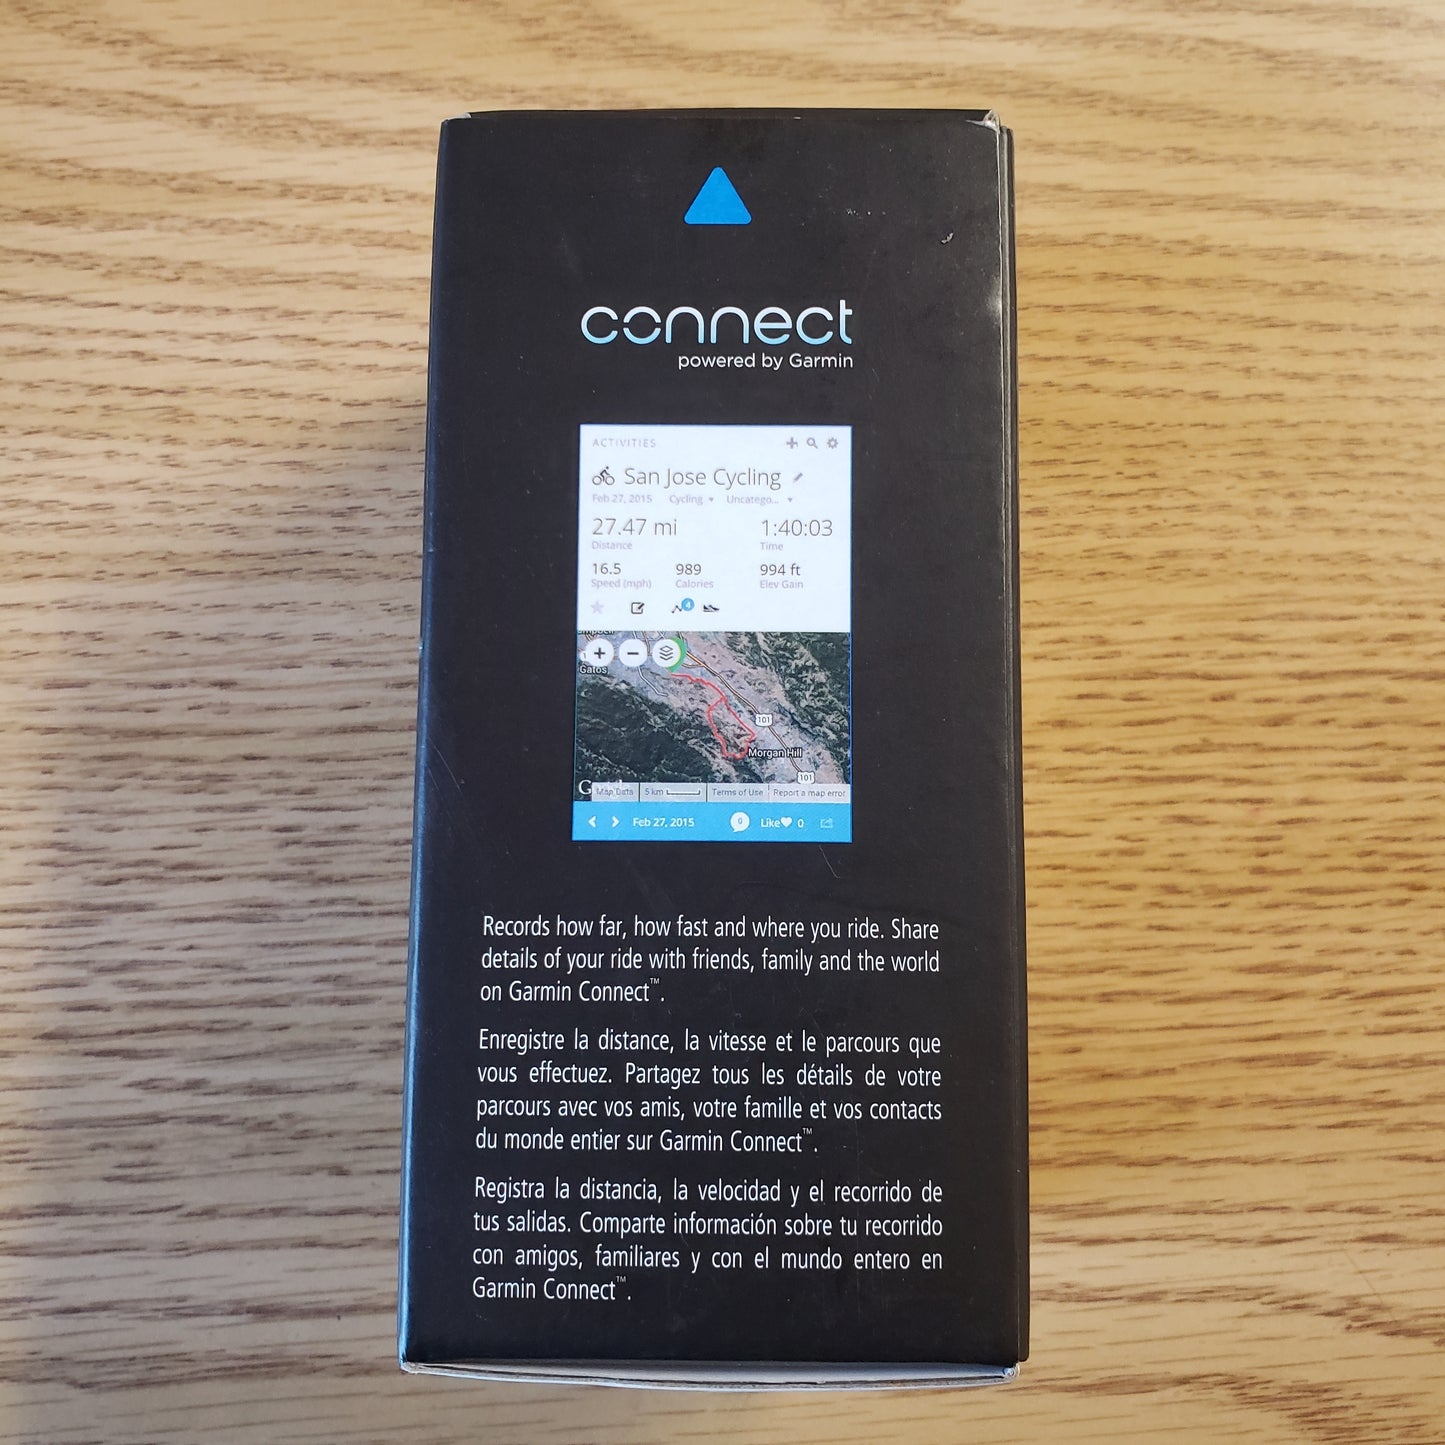 connect
powered by Garmin
ACTIVITIES
San Jose Cycling
Feb 27, 2015 Cycling Uncatego...
27.47 mi 1:40:03
Distance Time
16.5 989 994 ft
Speed (mph) Calories Elev Gain
4
Gatos
101
Morgan Hill
101
Map Data 5 km Terms of Use Report a map error
Feb 27, 2015 0 Like 0
Records how far, how fast and where you ride. Share
details of your ride with friends, family and the world
on Garmin Connect™.
Enregistre la distance, la vitesse et le parcours que
vous effectuez. Partagez tous les détails de votre
parcours avec vos amis, votre famille et vos contacts
du monde entier sur Garmin Connect™.
Registra la distancia, la velocidad y el recorrido de
tus salidas. Comparte información sobre tu recorrido
con amigos, familiares y con el mundo entero en
Garmin Connect™.